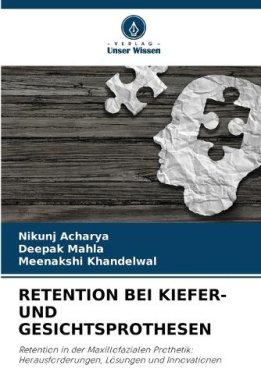 - VERLAG -
Unser Wissen
Nikunj Acharya
Deepak Mahla
Meenakshi Khandelwal
RETENTION BEI KIEFER-
UND
GESICHTSPROTHESEN
Retention in der Maxillofazialen Prothetik:
Herausforderungen, Lösungen und Innovationen